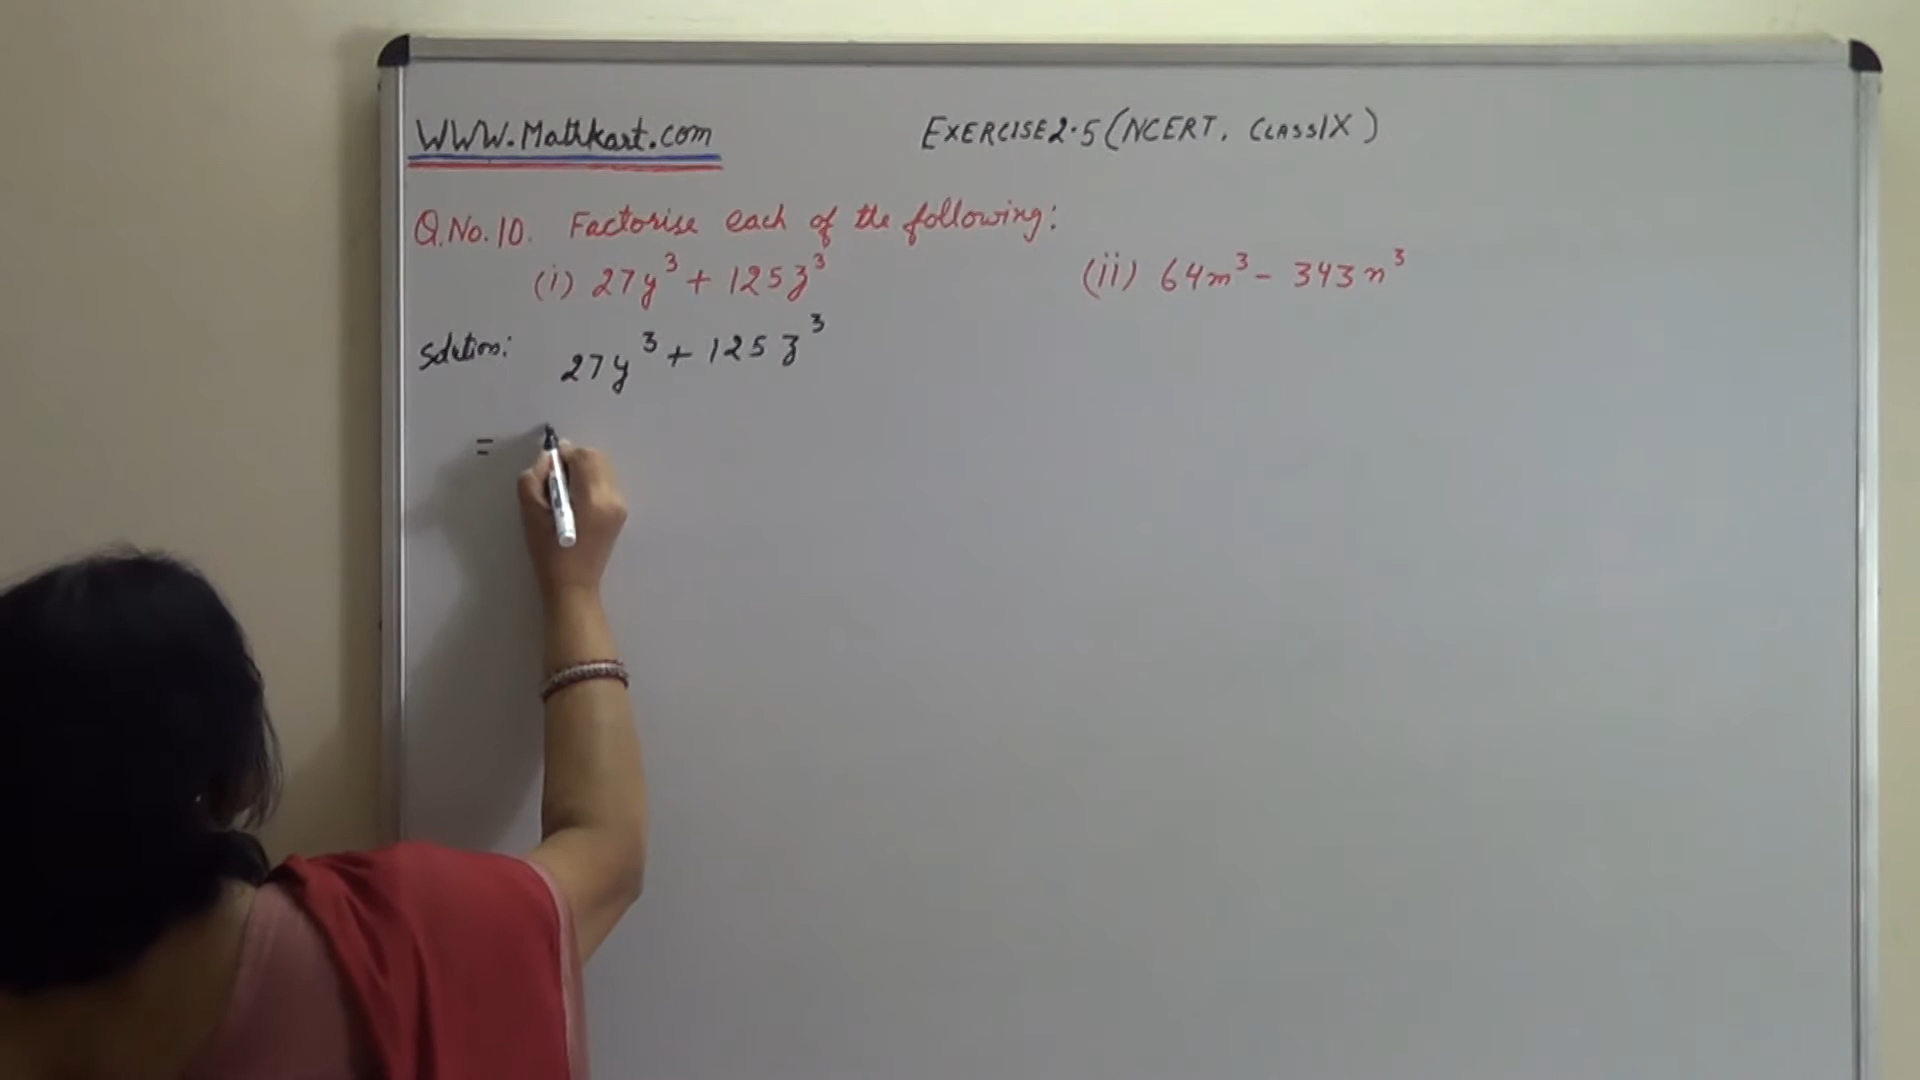 WWW.Mathkart.com
EXERCISE 2.5 (NCERT, CLASS IX)
Q.No.10. Factorise each of the following:
(i) 27y³ + 125z³
(ii) 64m³ - 343n³
Solution: 27y³ + 125z³
=